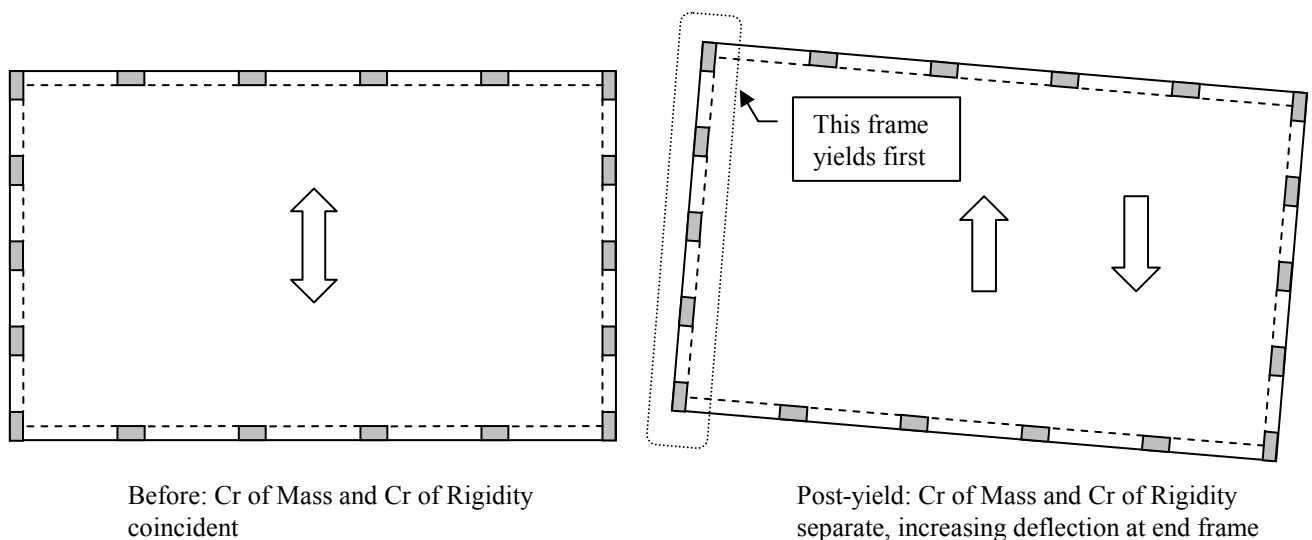 This frame
yields first
Before: Cr of Mass and Cr of Rigidity
coincident
Post-yield: Cr of Mass and Cr of Rigidity
separate, increasing deflection at end frame